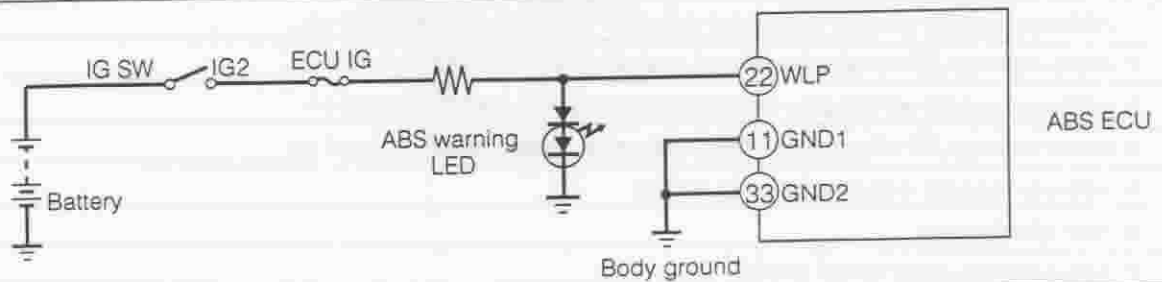 IG SW
IG2
ECU IG
22 WLP
ABS warning
LED
11 GND1
ABS ECU
33 GND2
Battery
Body ground